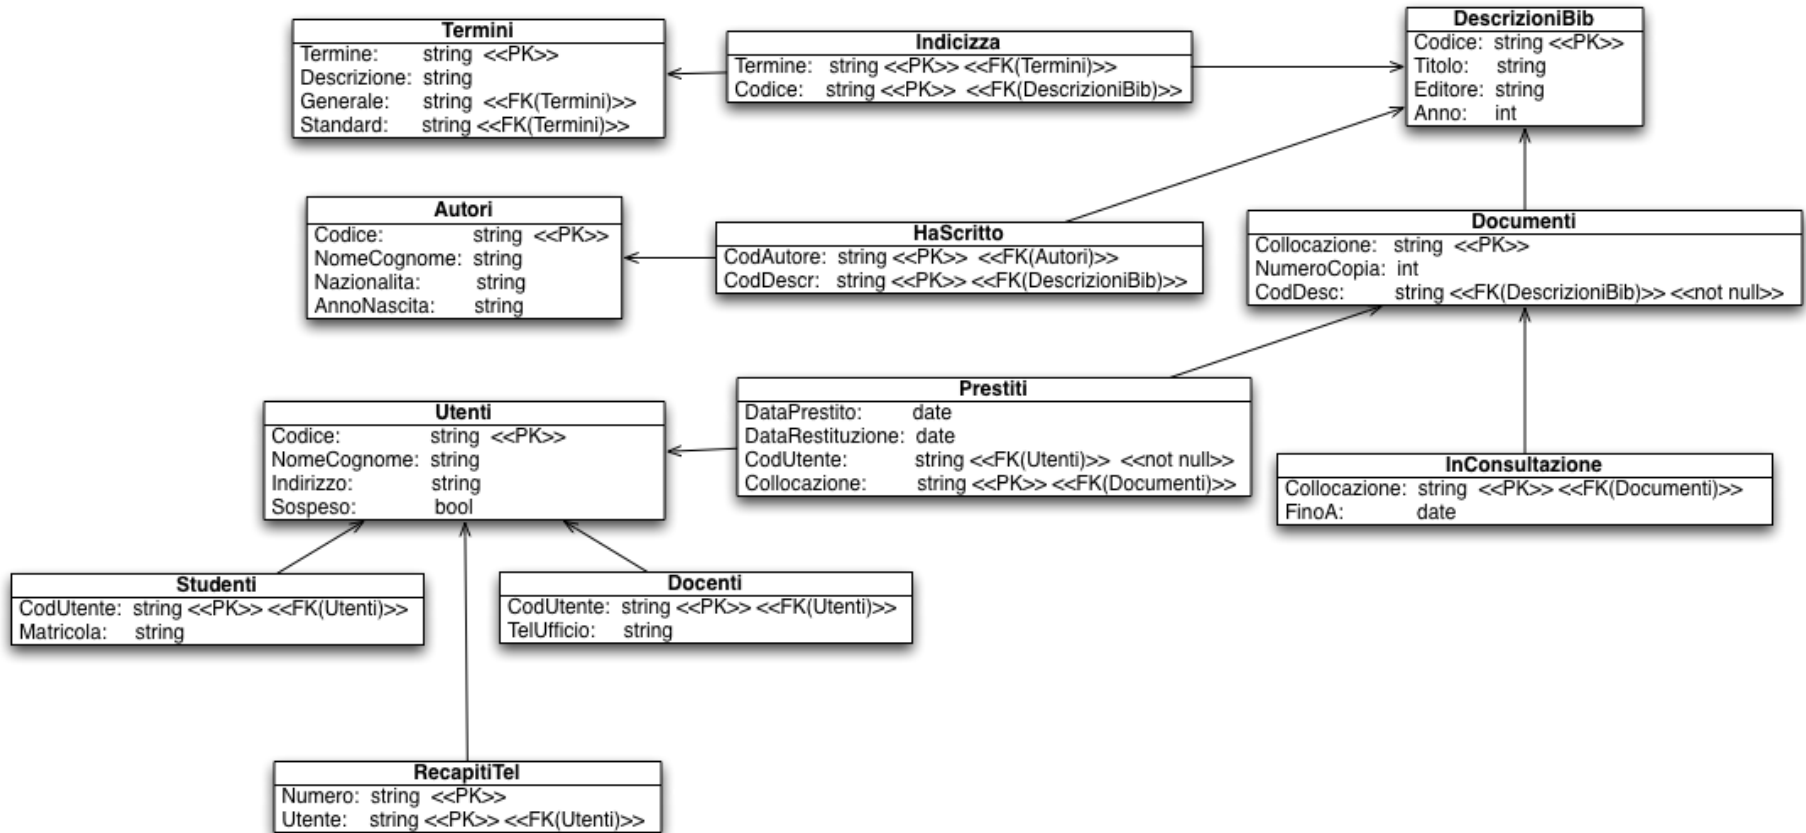 Termini
Termine: string <<PK>>
Descrizione: string
Generale: string <<FK(Termini)>>
Standard: string <<FK(Termini)>>
Indicizza
Termine: string <<PK>> <<FK(Termini)>>
Codice: string <<PK>> <<FK(DescrizioniBib)>>
DescrizioniBib
Codice: string <<PK>>
Titolo: string
Editore: string
Anno: int
Autori
Codice: string <<PK>>
NomeCognome: string
Nazionalita: string
AnnoNascita: string
HaScritto
CodAutore: string <<PK>> <<FK(Autori)>>
CodDescr: string <<PK>> <<FK(DescrizioniBib)>>
Documenti
Collocazione: string <<PK>>
NumeroCopia: int
CodDesc: string <<FK(DescrizioniBib)>> <<not null>>
Utenti
Codice: string <<PK>>
NomeCognome: string
Indirizzo: string
Sospeso: bool
Prestiti
DataPrestito: date
DataRestituzione: date
CodUtente: string <<FK(Utenti)>> <<not null>>
Collocazione: string <<PK>> <<FK(Documenti)>>
InConsultazione
Collocazione: string <<PK>> <<FK(Documenti)>>
FinoA: date
Studenti
CodUtente: string <<PK>> <<FK(Utenti)>>
Matricola: string
Docenti
CodUtente: string <<PK>> <<FK(Utenti)>>
TelUfficio: string
RecapitiTel
Numero: string <<PK>>
Utente: string <<PK>> <<FK(Utenti)>>